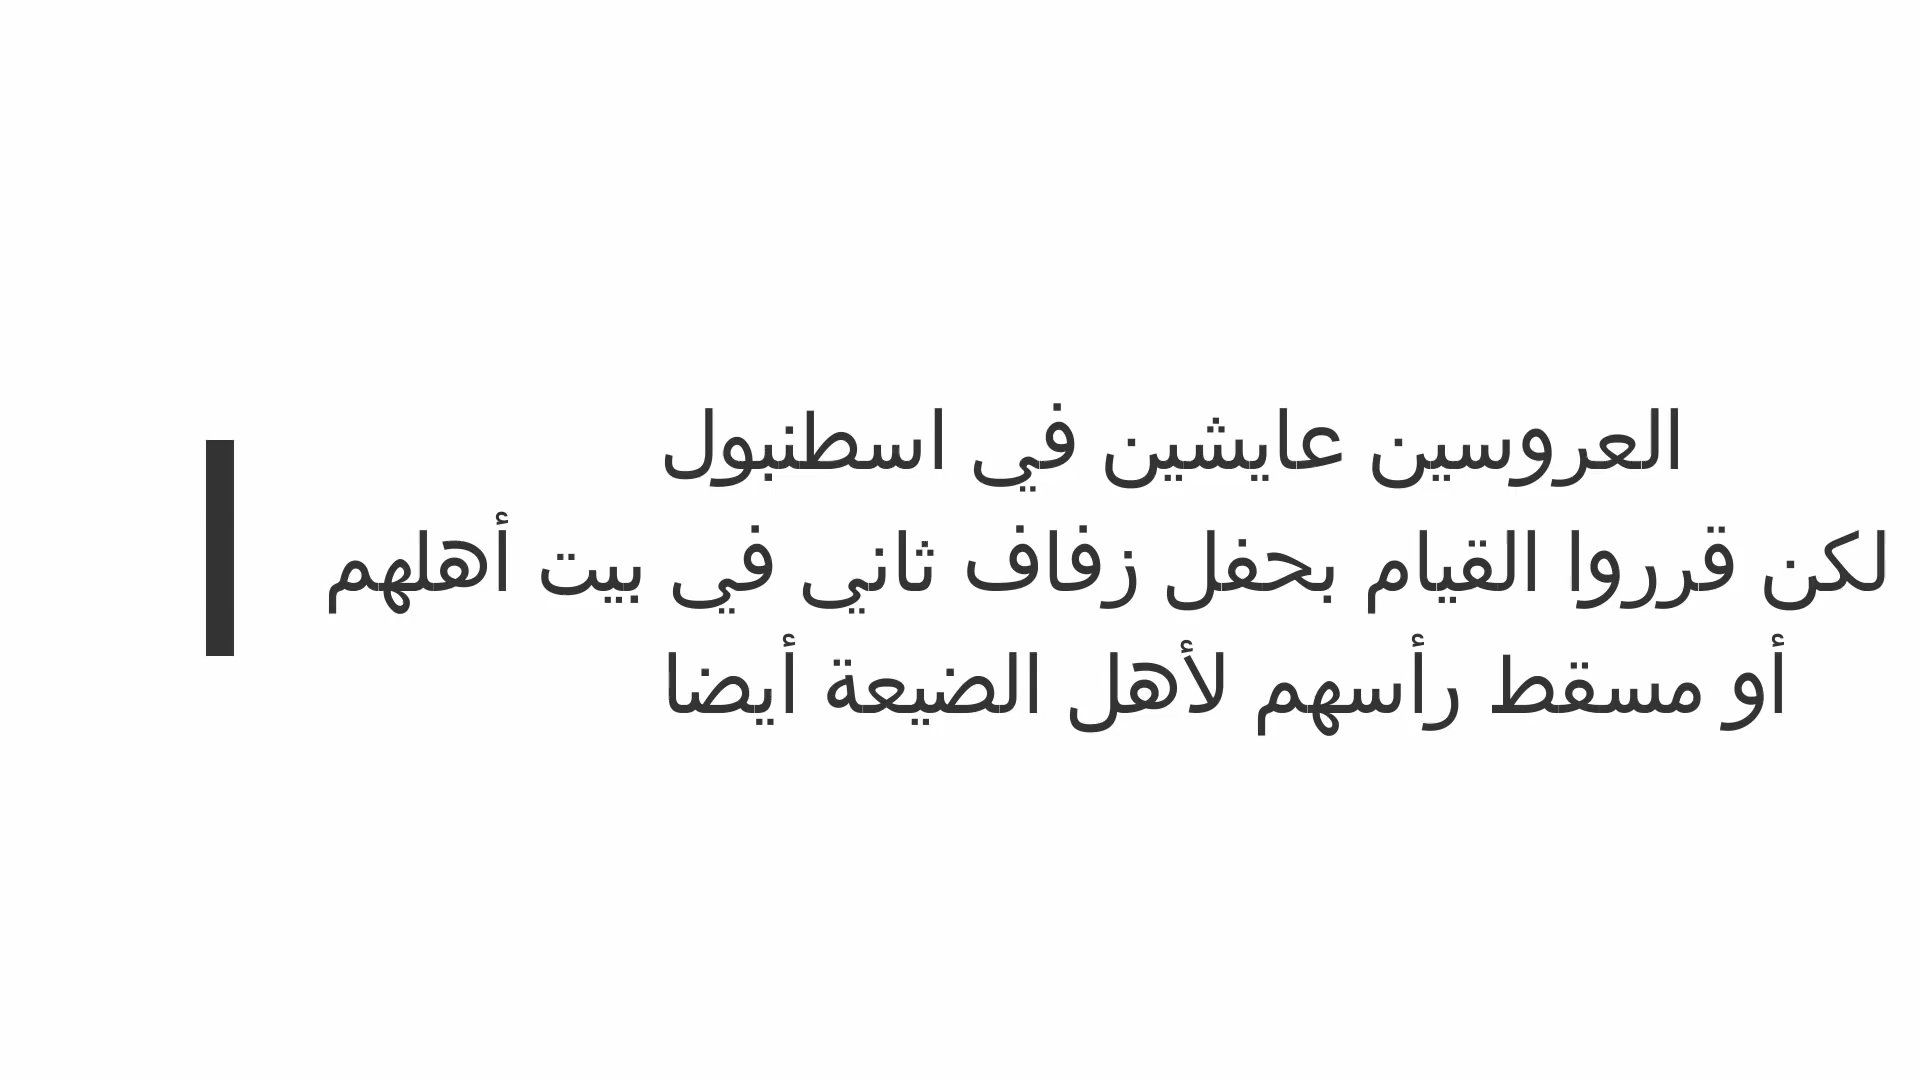 العروسين عايشين في اسطنبول
لكن قرروا القيام بحفل زفاف ثاني في بيت أهلهم
أو مسقط رأسهم لأهل الضيعة أيضا